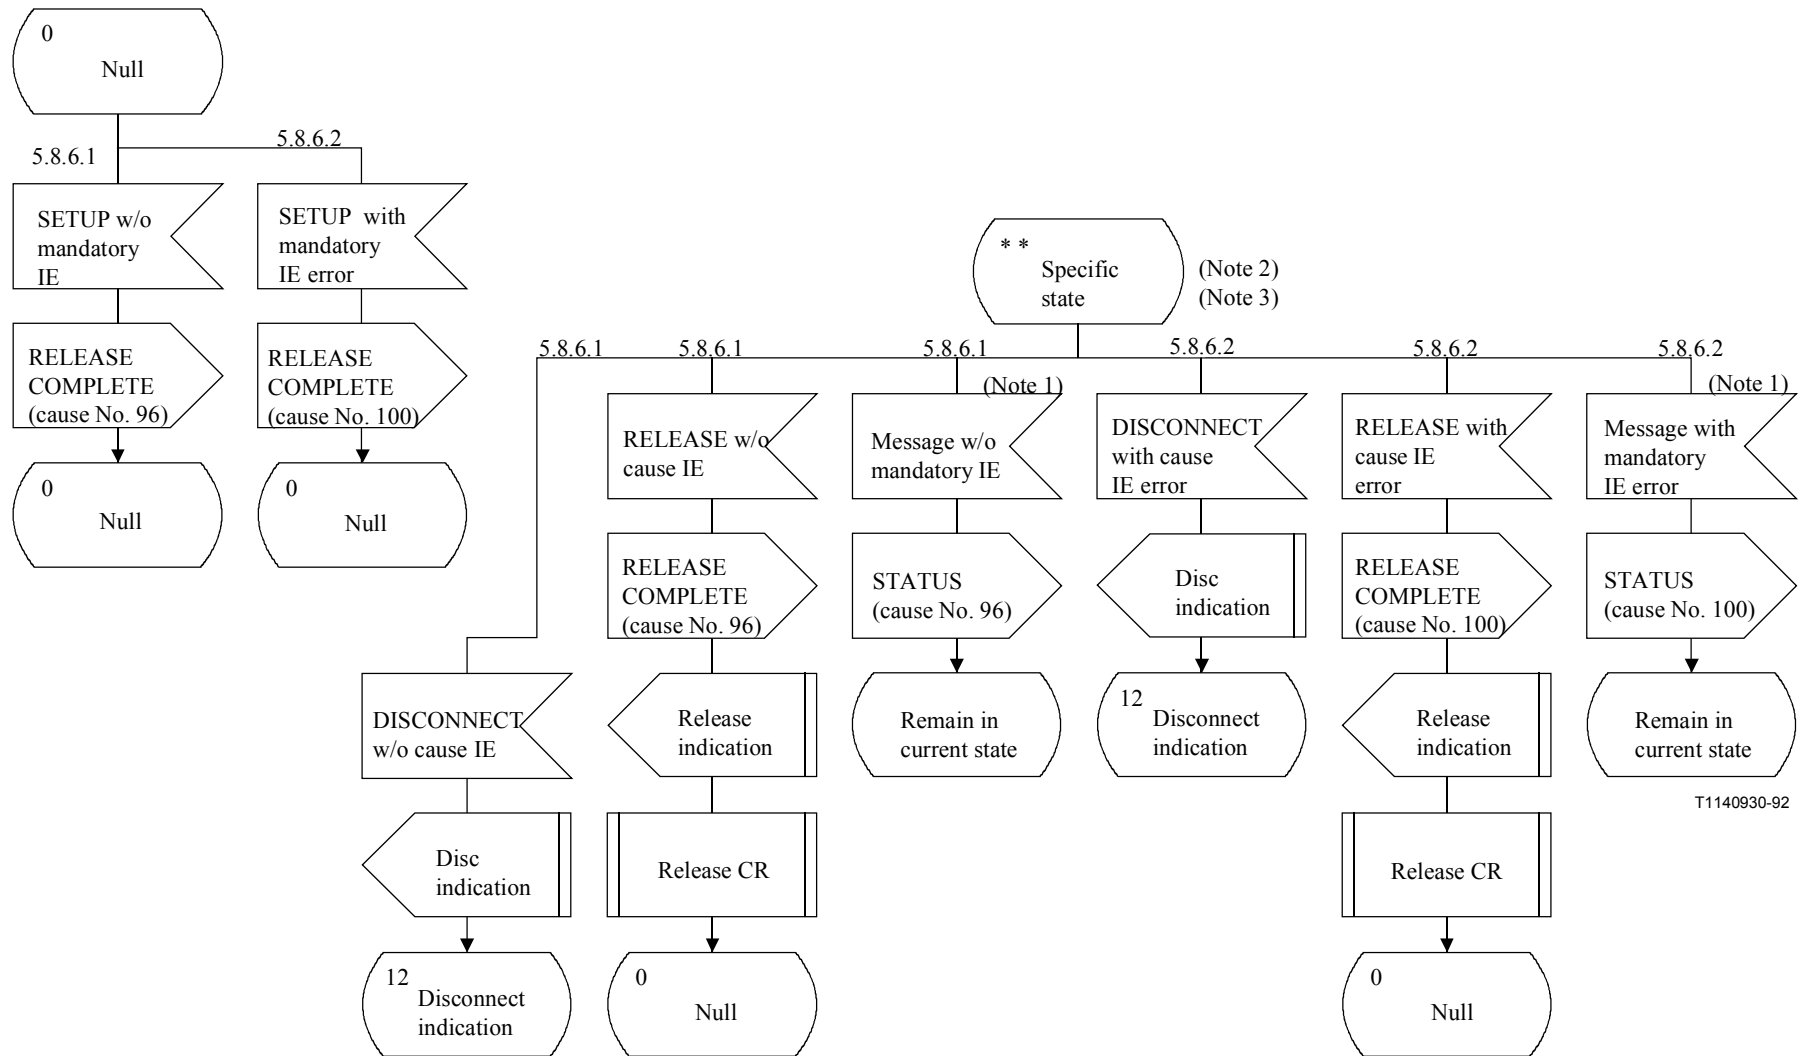 0
Null
5.8.6.1
5.8.6.2
SETUP w/o
mandatory
IE
SETUP with
mandatory
IE error
RELEASE
COMPLETE
(cause No. 96)
RELEASE
COMPLETE
(cause No. 100)
0
Null
0
Null
* *
Specific
state
(Note 2)
(Note 3)
5.8.6.1
5.8.6.1
5.8.6.1
5.8.6.2
5.8.6.2
5.8.6.2
(Note 1)
(Note 1)
RELEASE w/o
cause IE
Message w/o
mandatory IE
DISCONNECT
with cause
IE error
RELEASE with
cause IE
error
Message with
mandatory
IE error
RELEASE
COMPLETE
(cause No. 96)
STATUS
(cause No. 96)
Disc
indication
RELEASE
COMPLETE
(cause No. 100)
STATUS
(cause No. 100)
DISCONNECT
w/o cause IE
Release
indication
Remain in
current state
12
Disconnect
indication
Release
indication
Remain in
current state
T1140930-92
Disc
indication
Release CR
Release CR
12
Disconnect
indication
0
Null
0
Null